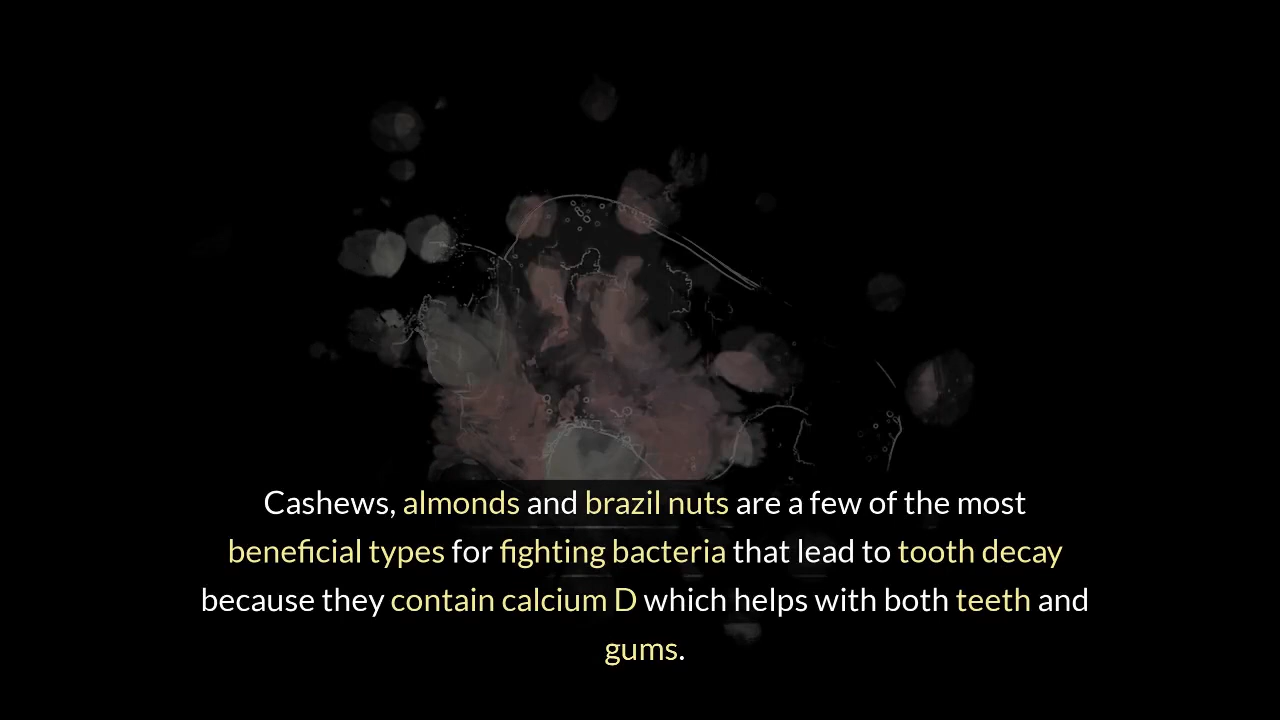 Cashews, almonds and brazil nuts are a few of the most
beneficial types for fighting bacteria that lead to tooth decay
because they contain calcium D which helps with both teeth and
gums.